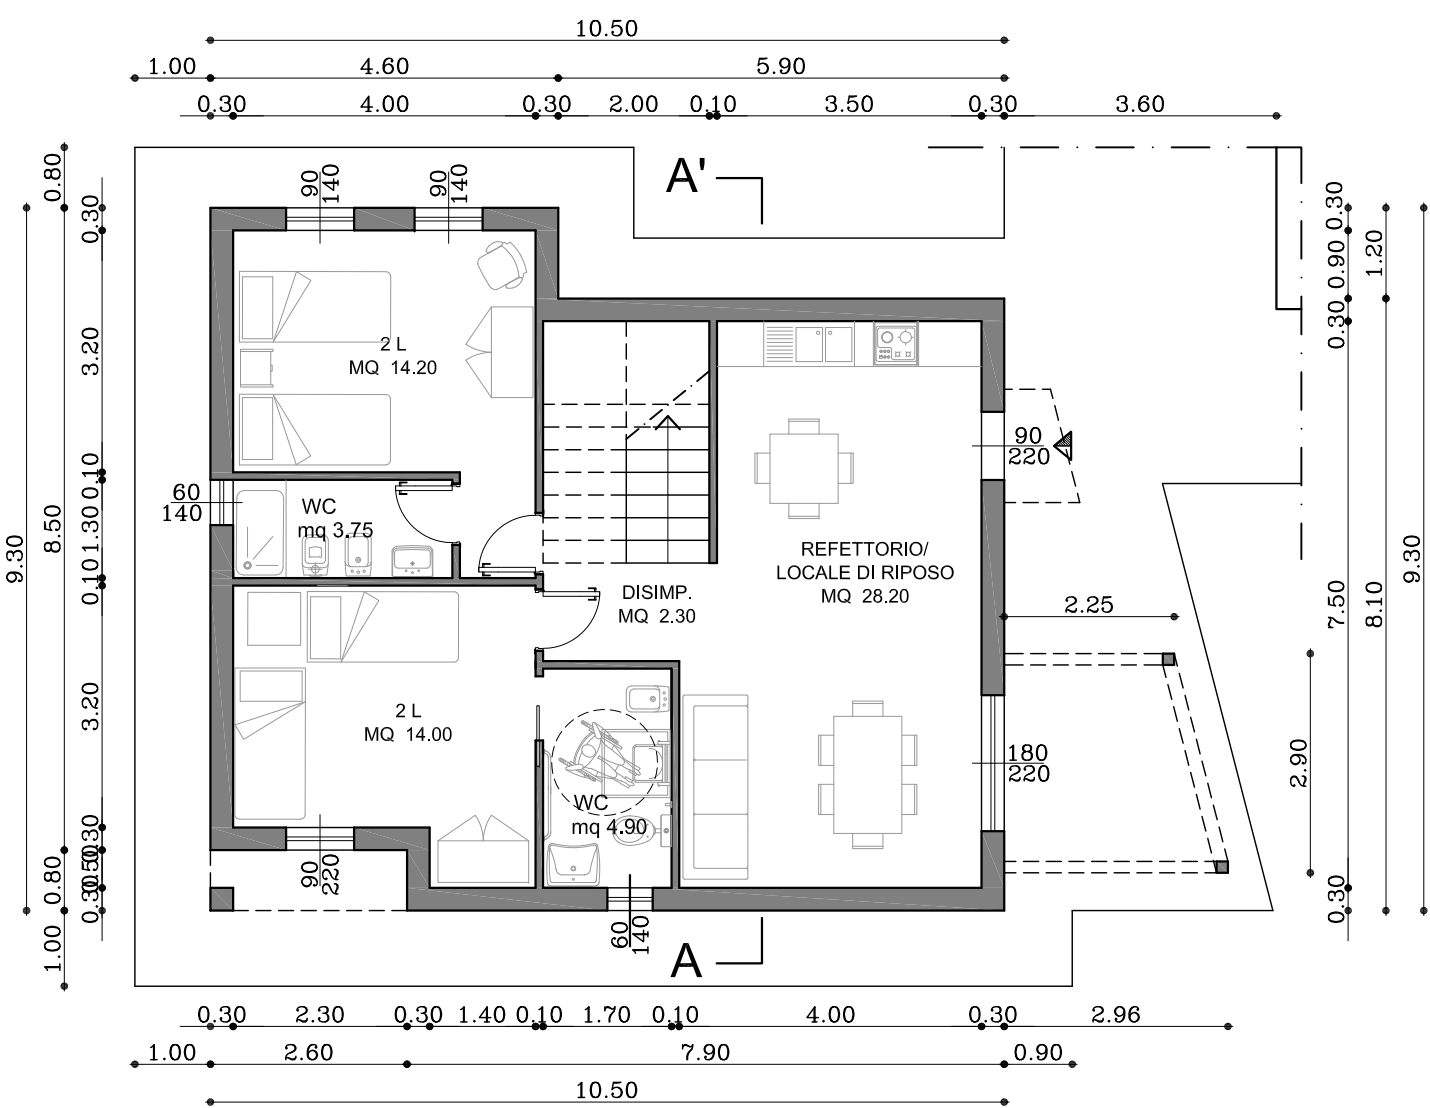 10.50
1.00 4.60 5.90
0.30 4.00 0.30 2.00 0.10 3.50 0.30 3.60
A'
90
140
90
140
0.80
8.50
0.80
1.00
9.30
0.30
3.20
0.10
1.30
0.10
3.20
0.30
0.50
0.30
2 L
MQ 14.20
60
140
WC
mq 3.75
DISIMP.
MQ 2.30
REFETTORIO/
LOCALE DI RIPOSO
MQ 28.20
90
220
2 L
MQ 14.00
WC
mq 4.90
180
220
2.25
2.90
90
220
60
140
A
0.30
0.90
0.30
7.50
0.30
1.20
8.10
9.30
0.30 2.30 0.30 1.40 0.10 1.70 0.10 4.00 0.30 2.96
1.00 2.60 7.90 0.90
10.50